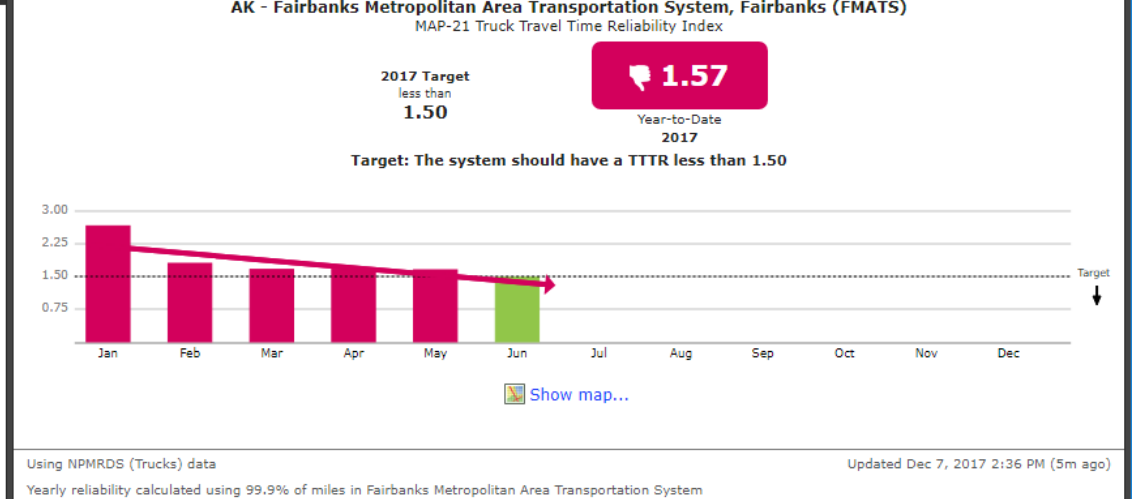 AK - Fairbanks Metropolitan Area Transportation System, Fairbanks (FMATS)
MAP-21 Truck Travel Time Reliability Index
2017 Target
less than
1.50
1.57
Year-to-Date
2017
Target: The system should have a TTTR less than 1.50
3.00
2.25
1.50
0.75
Target
Jan Feb Mar Apr May Jun Jul Aug Sep Oct Nov Dec
Show map...
Using NPMRDS (Trucks) data
Updated Dec 7, 2017 2:36 PM (5m ago)
Yearly reliability calculated using 99.9% of miles in Fairbanks Metropolitan Area Transportation System